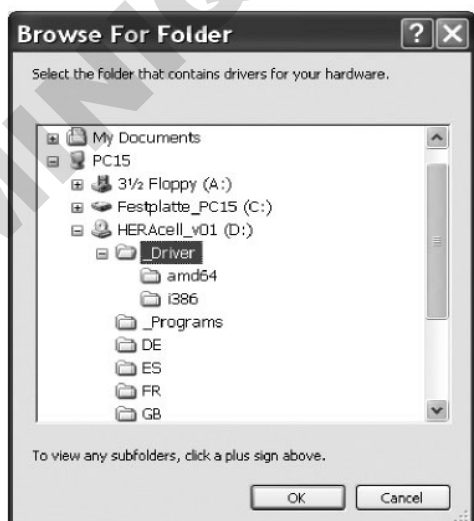 Browse For Folder
Select the folder that contains drivers for your hardware.
My Documents
PC15
3½ Floppy (A:)
Festplatte_PC15 (C:)
HERAcell_v01 (D:)
_Driver
amd64
i386
_Programs
DE
ES
FR
GB
To view any subfolders, click a plus sign above.
OK Cancel